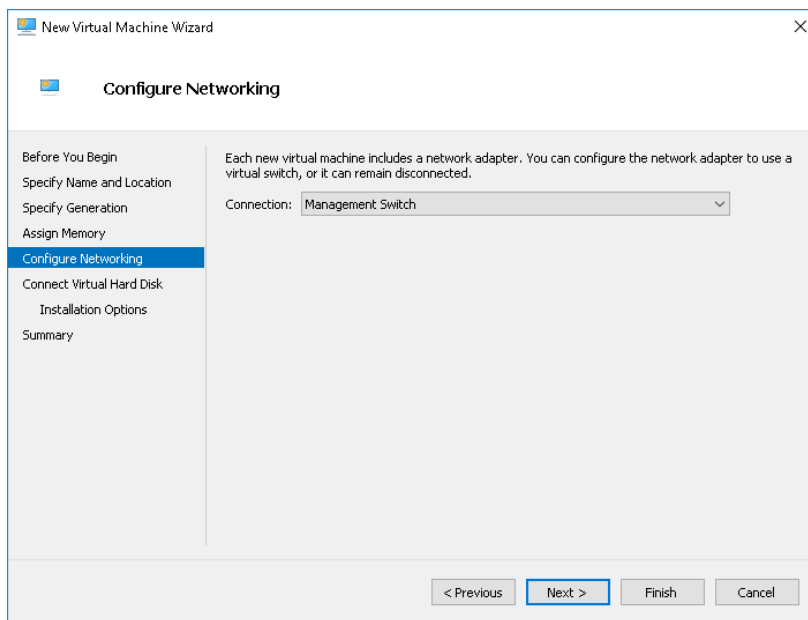 New Virtual Machine Wizard
Configure Networking
Before You Begin
Specify Name and Location
Specify Generation
Assign Memory
Configure Networking
Connect Virtual Hard Disk
Installation Options
Summary
Each new virtual machine includes a network adapter. You can configure the network adapter to use a
virtual switch, or it can remain disconnected.
Connection: Management Switch
< Previous Next > Finish Cancel